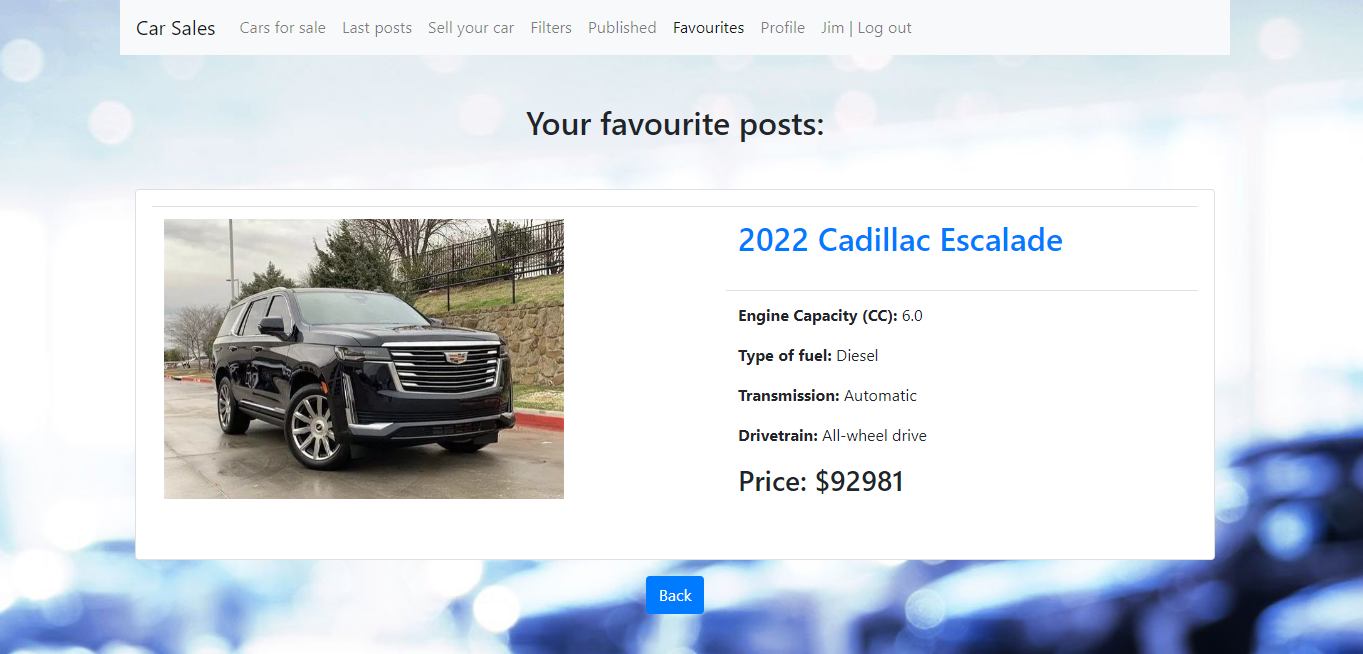 Car Sales Cars for sale Last posts Sell your car Filters Published Favourites Profile Jim | Log out
Your favourite posts:
2022 Cadillac Escalade
Engine Capacity (CC): 6.0
Type of fuel: Diesel
Transmission: Automatic
Drivetrain: All-wheel drive
Price: $92981
Back